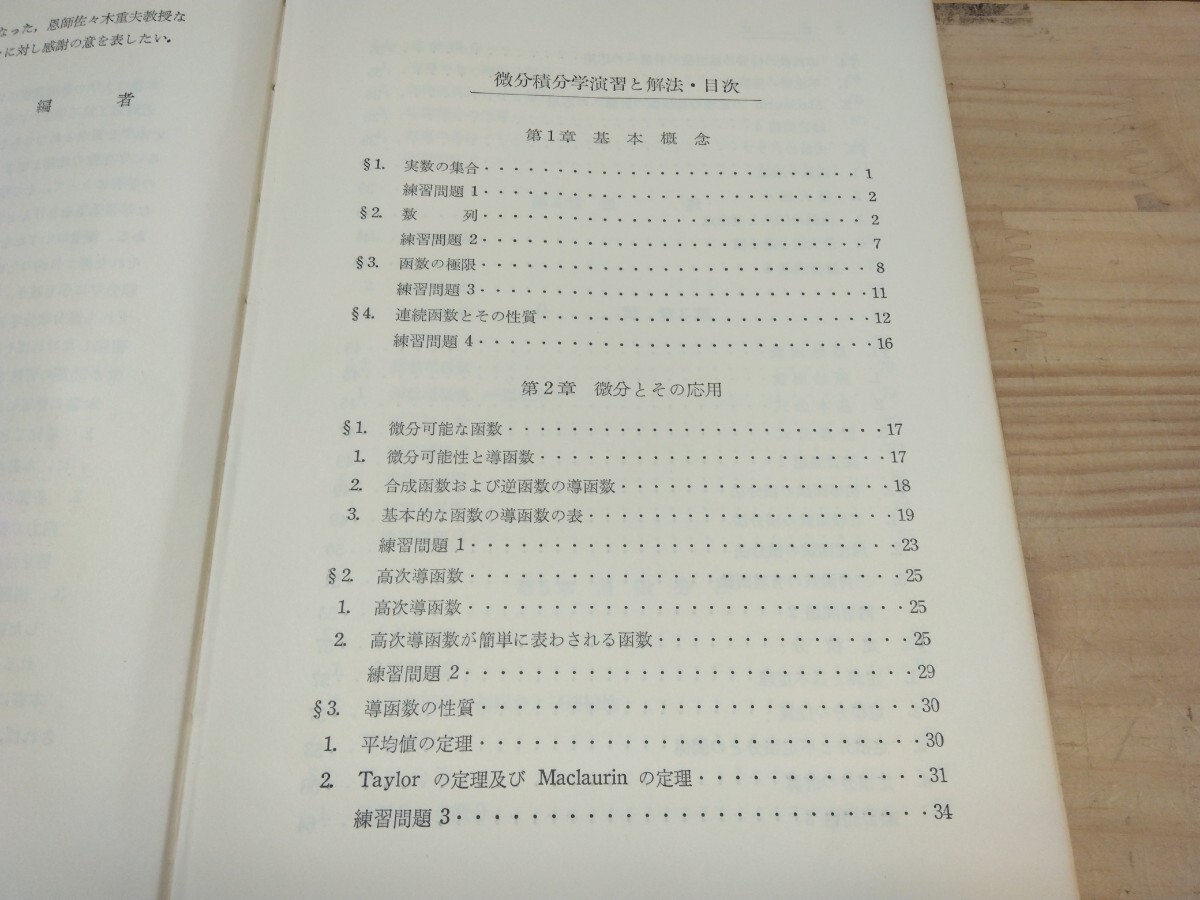 なった，恩師佐々木重夫教授な
に対し感謝の意を表したい。
編者
微分積分学演習と解法・目次
第1章 基本概念
§1. 実数の集合 1
練習問題 1 2
§2. 数列 2
練習問題 2 7
§3. 函数の極限 8
練習問題 3 11
§4. 連続函数とその性質 12
練習問題 4 16
第2章 微分とその応用
§1. 微分可能な函数 17
1. 微分可能性と導函数 17
2. 合成函数および逆函数の導函数 18
3. 基本的な函数の導函数の表 19
練習問題 1 23
§2. 高次導函数 25
1. 高次導函数 25
2. 高次導函数が簡単に表わされる函数 25
練習問題 2 29
§3. 導函数の性質 30
1. 平均値の定理 30
2. Taylor の定理及び Maclaurin の定理 31
練習問題 3 34